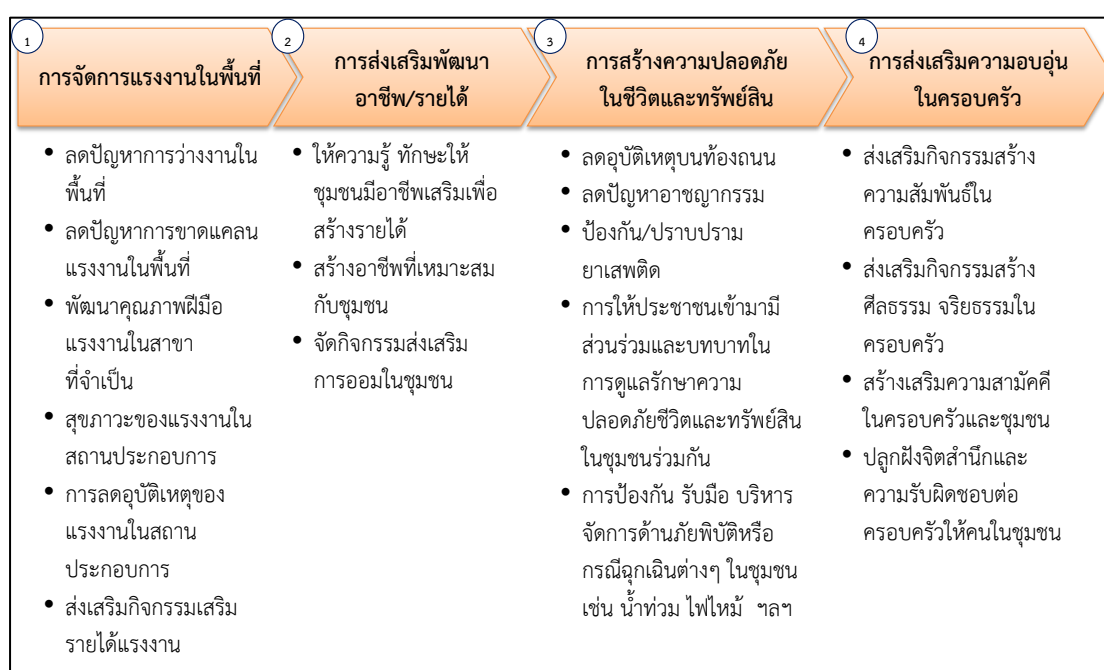 1
การจัดการแรงงานในพื้นที่
• ลดปัญหาการว่างงานใน
พื้นที่
• ลดปัญหาการขาดแคลน
แรงงานในพื้นที่
• พัฒนาคุณภาพฝีมือ
แรงงานในสาขา
ที่จำเป็น
• สุขภาวะของแรงงานใน
สถานประกอบการ
• การลดอุบัติเหตุของ
แรงงานในสถาน
ประกอบการ
• ส่งเสริมกิจกรรมเสริม
รายได้แรงงาน
2
การส่งเสริมพัฒนา
อาชีพ/รายได้
• ให้ความรู้ ทักษะให้
ชุมชนมีอาชีพเสริมเพื่อ
สร้างรายได้
• สร้างอาชีพที่เหมาะสม
กับชุมชน
• จัดกิจกรรมส่งเสริม
การออมในชุมชน
3
การสร้างความปลอดภัย
ในชีวิตและทรัพย์สิน
• ลดอุบัติเหตุบนท้องถนน
• ลดปัญหาอาชญากรรม
• ป้องกัน/ปราบปราม
ยาเสพติด
• การให้ประชาชนเข้ามามี
ส่วนร่วมและบทบาทใน
การดูแลรักษาความ
ปลอดภัยชีวิตและทรัพย์สิน
ในชุมชนร่วมกัน
• การป้องกัน รับมือ บริหาร
จัดการด้านภัยพิบัติหรือ
กรณีฉุกเฉินต่างๆ ในชุมชน
เช่น น้ำท่วม ไฟไหม้ ฯลฯ
4
การส่งเสริมความอบอุ่น
ในครอบครัว
• ส่งเสริมกิจกรรมสร้าง
ความสัมพันธ์ใน
ครอบครัว
• ส่งเสริมกิจกรรมสร้าง
ศีลธรรม จริยธรรมใน
ครอบครัว
• สร้างเสริมความสามัคคี
ในครอบครัวและชุมชน
• ปลูกฝังจิตสำนึกและ
ความรับผิดชอบต่อ
ครอบครัวให้คนในชุมชน